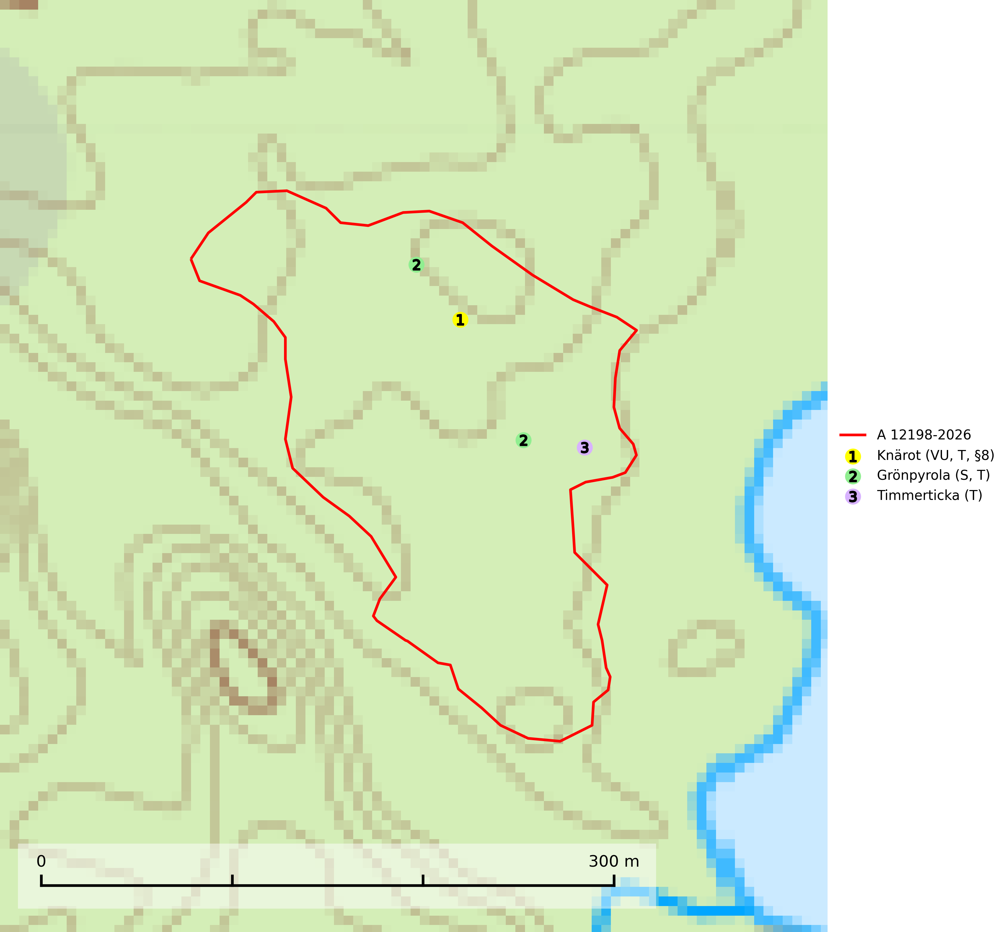 2
1
2
3
A 12198-2026
1 Knärot (VU, T, §8)
2 Grönpyrola (S, T)
3 Timmerticka (T)
0 300 m